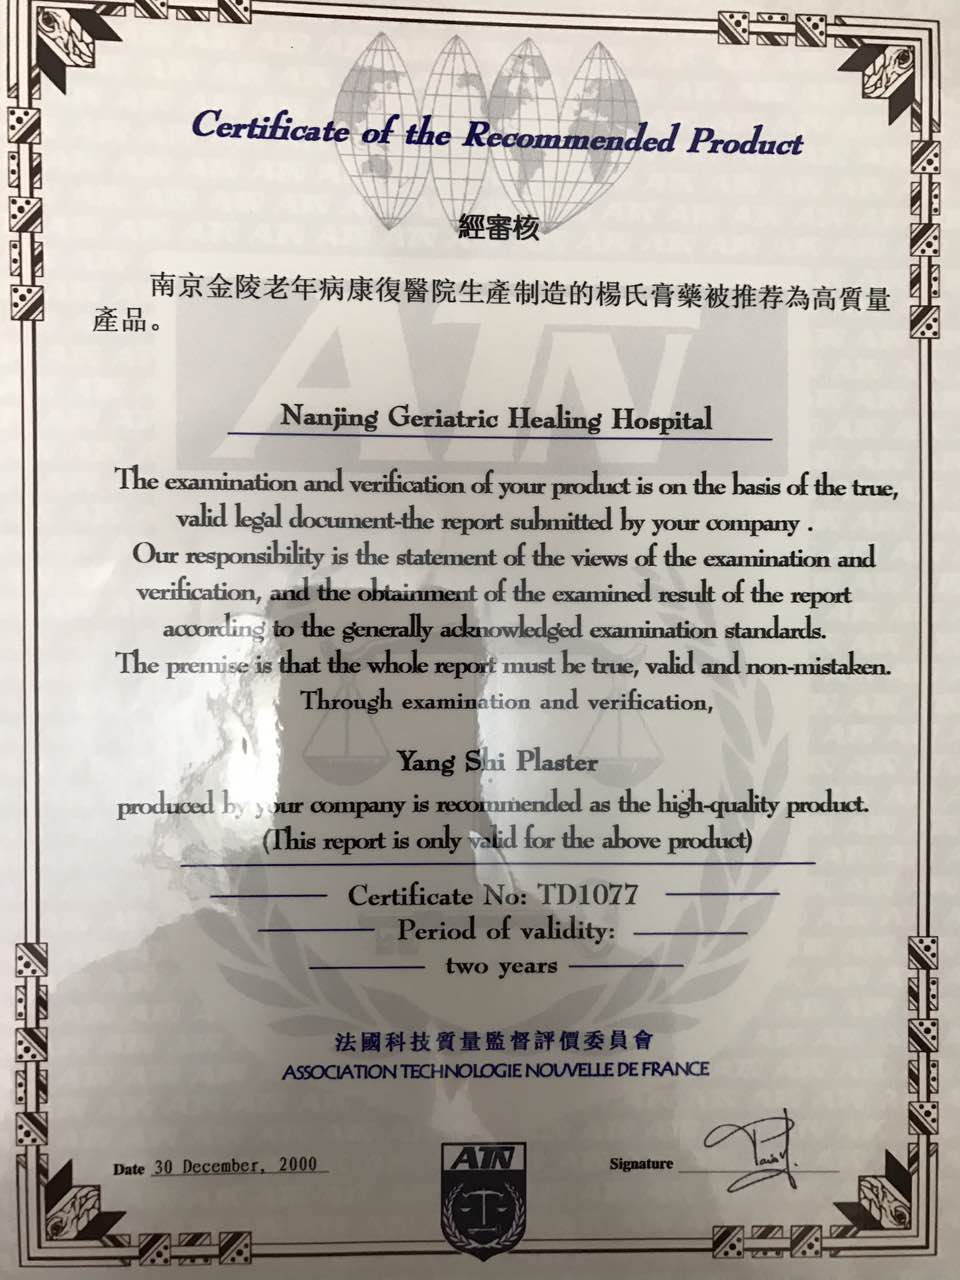 Certificate of the Recommended Product
經審核
南京金陵老年病康復醫院生產制造的楊氏膏藥被推荐為高質量
產品。
Nanjing Geriatric Healing Hospital
The examination and verification of your product is on the basis of the true,
valid legal document-the report submitted by your company .
Our responsibility is the statement of the views of the examination and
verification, and the obtainment of the examined result of the report
according to the generally acknowledged examination standards.
The premise is that the whole report must be true, valid and non-mistaken.
Through examination and verification,
Yang Shi Plaster
produced by your company is recommended as the high-quality product.
(This report is only valid for the above product)
Certificate No: TD1077
Period of validity:
two years
法國科技質量監督評價委員會
ASSOCIATION TECHNOLOGIE NOUVELLE DE FRANCE
Date 30 December, 2000
ATN
Signature